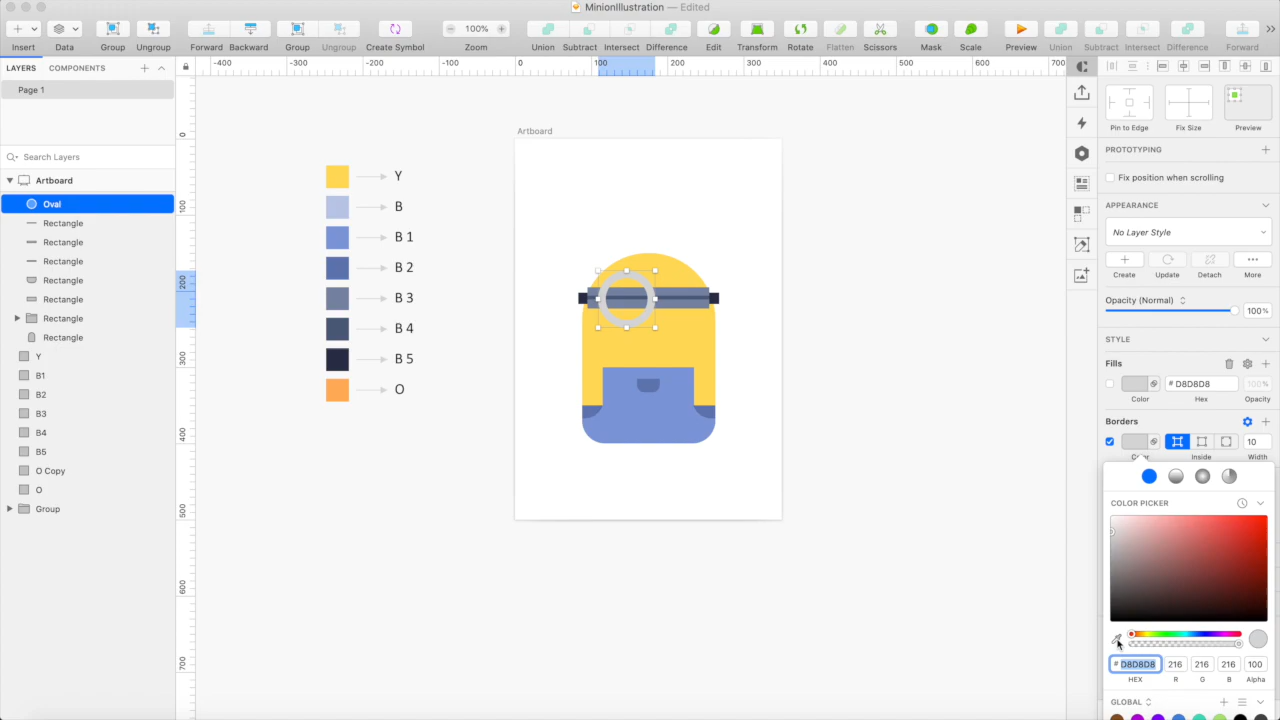 MinionIllustration — Edited
100%
Insert Data Group Ungroup Forward Backward Group Ungroup Create Symbol Zoom Union Subtract Intersect Difference Edit Transform Rotate Flatten Scissors Mask Scale Preview Union Subtract Intersect Difference Forward
LAYERS COMPONENTS
-400 -300 -200 -100 0 100 200 300 400 500 600 700
Page 1
Search Layers
Artboard
Oval
Rectangle
Rectangle
Rectangle
Rectangle
Rectangle
Rectangle
Rectangle
Y
B1
B2
B3
B4
B5
O Copy
O
Group
0
100
200
300
400
500
600
700
Y
B
B 1
B 2
B 3
B 4
B 5
O
Artboard
Pin to Edge Fix Size Preview
PROTOTYPING
Fix position when scrolling
APPEARANCE
No Layer Style
Create Update Detach More
Opacity (Normal)
100%
STYLE
Fills
# D8D8D8 100%
Color Hex Opacity
Borders
10
Color Inside Width
COLOR PICKER
# D8D8D8 216 216 216 100
HEX R G B Alpha
GLOBAL